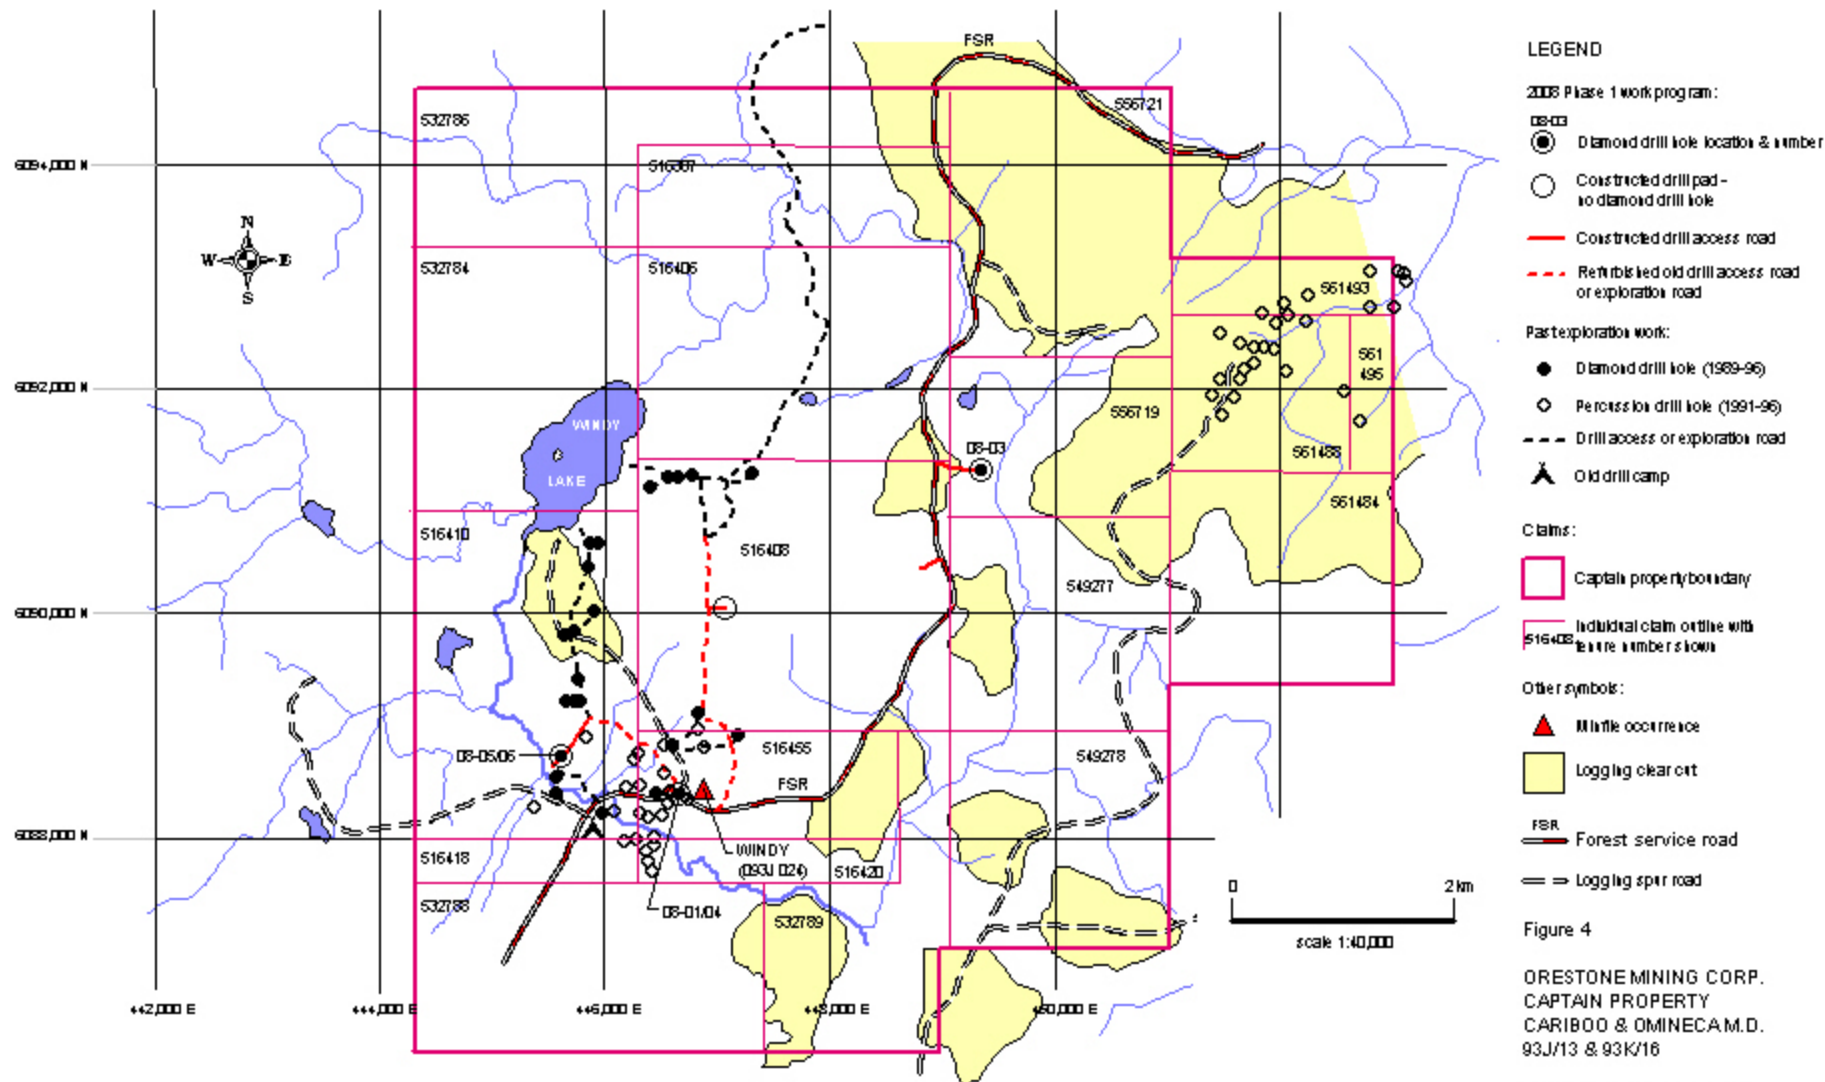 FSR
532786
556721
6094,000 N
516307
N
W
E
S
532784
516406
561493
6092,000 N
561
495
556719
WINDY
LAKE
08-03
561488
561484
516410
516408
549277
6090,000 N
08-05/06
516455
549278
FSR
6088,000 N
516418
WINDY
(093J 024)
516420
532788
08-01/04
532789
442,000 E
444,000 E
446,000 E
448,000 E
450,000 E
0
2 km
scale 1:40,000
LEGEND
2008 Phase 1 work program:
08-03
Diamond drill hole location & number
Constructed drill pad -
no diamond drill hole
Constructed drill access road
Refurbished old drill access road
or exploration road
Past exploration work:
Diamond drill hole (1989-96)
Percussion drill hole (1991-96)
Drill access or exploration road
Old drill camp
Claims:
Captain property boundary
Individual claim outline with
516408
tenure number shown
Other symbols:
Minfile occurrence
Logging clear cut
FSR
Forest service road
Logging spur road
Figure 4
ORESTONE MINING CORP.
CAPTAIN PROPERTY
CARIBOO & OMINECA M.D.
93J/13 & 93K/16